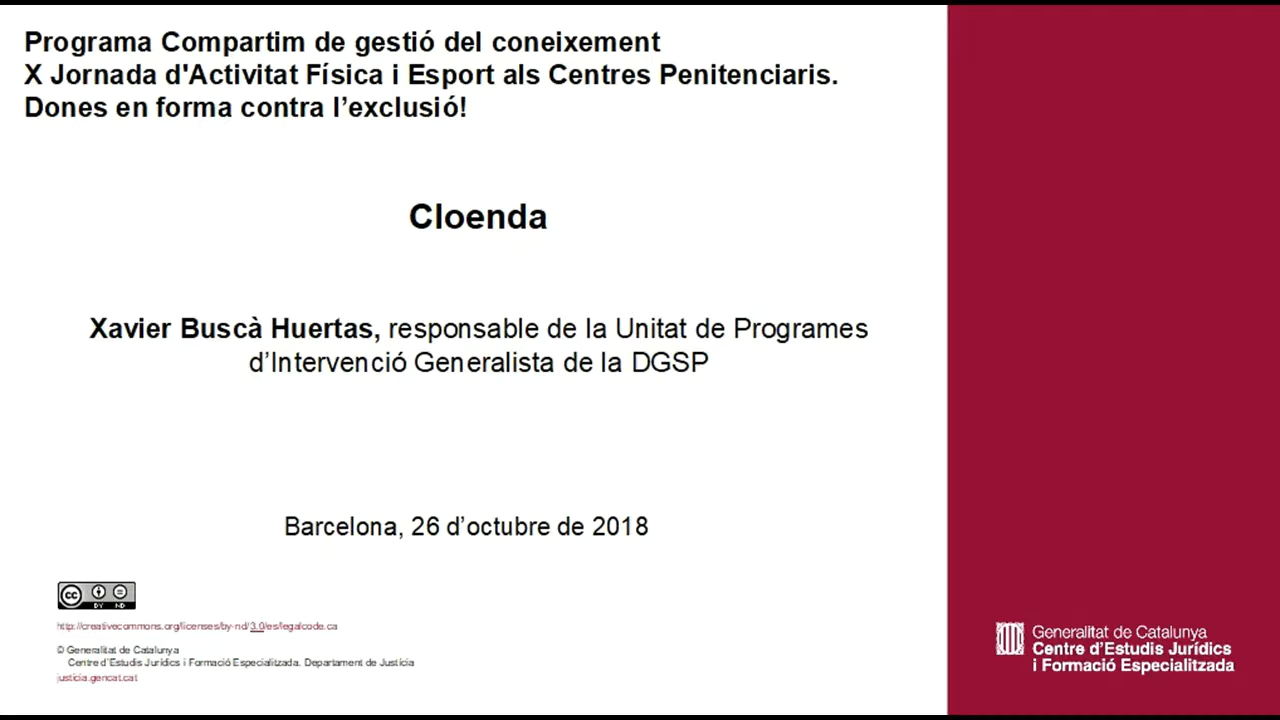 Programa Compartim de gestió del coneixement
X Jornada d'Activitat Física i Esport als Centres Penitenciaris.
Dones en forma contra l’exclusió!
Cloenda
Xavier Buscà Huertas, responsable de la Unitat de Programes
d’Intervenció Generalista de la DGSP
Barcelona, 26 d’octubre de 2018
cc
BY ND
http://creativecommons.org/licenses/by-nd/3.0/es/legalcode.ca
© Generalitat de Catalunya
Centre d’Estudis Jurídics i Formació Especialitzada. Departament de Justícia
justicia.gencat.cat
Generalitat de Catalunya
Centre d’Estudis Jurídics
i Formació Especialitzada